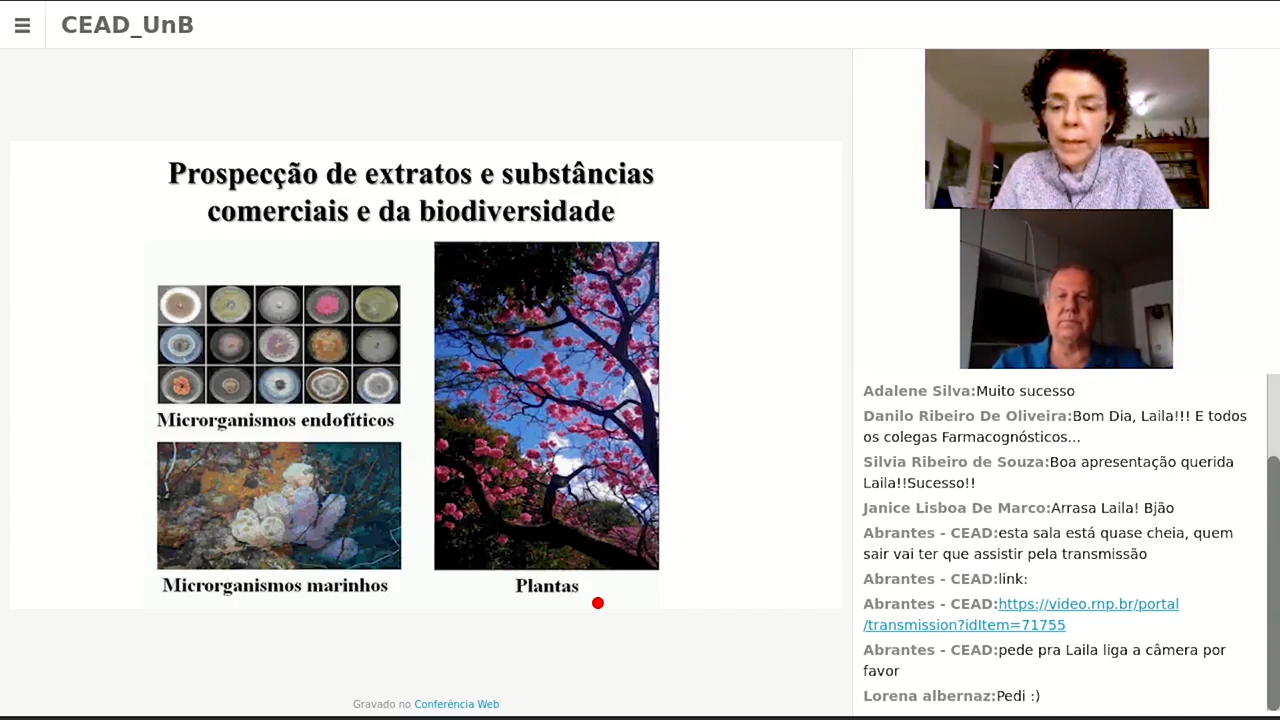 CEAD_UnB
Prospecção de extratos e substâncias
comerciais e da biodiversidade
Microrganismos endofíticos
Microrganismos marinhos
Plantas
Gravado no Conferência Web
Adalene Silva:Muito sucesso
Danilo Ribeiro De Oliveira:Bom Dia, Laila!!! E todos
os colegas Farmacognósticos...
Silvia Ribeiro de Souza:Boa apresentação querida
Laila!!Sucesso!!
Janice Lisboa De Marco:Arrasa Laila! Bjão
Abrantes - CEAD:esta sala está quase cheia, quem
sair vai ter que assistir pela transmissão
Abrantes - CEAD:link:
Abrantes - CEAD:https://video.rnp.br/portal
/transmission?idItem=71755
Abrantes - CEAD:pede pra Laila liga a câmera por
favor
Lorena albernaz:Pedi :)